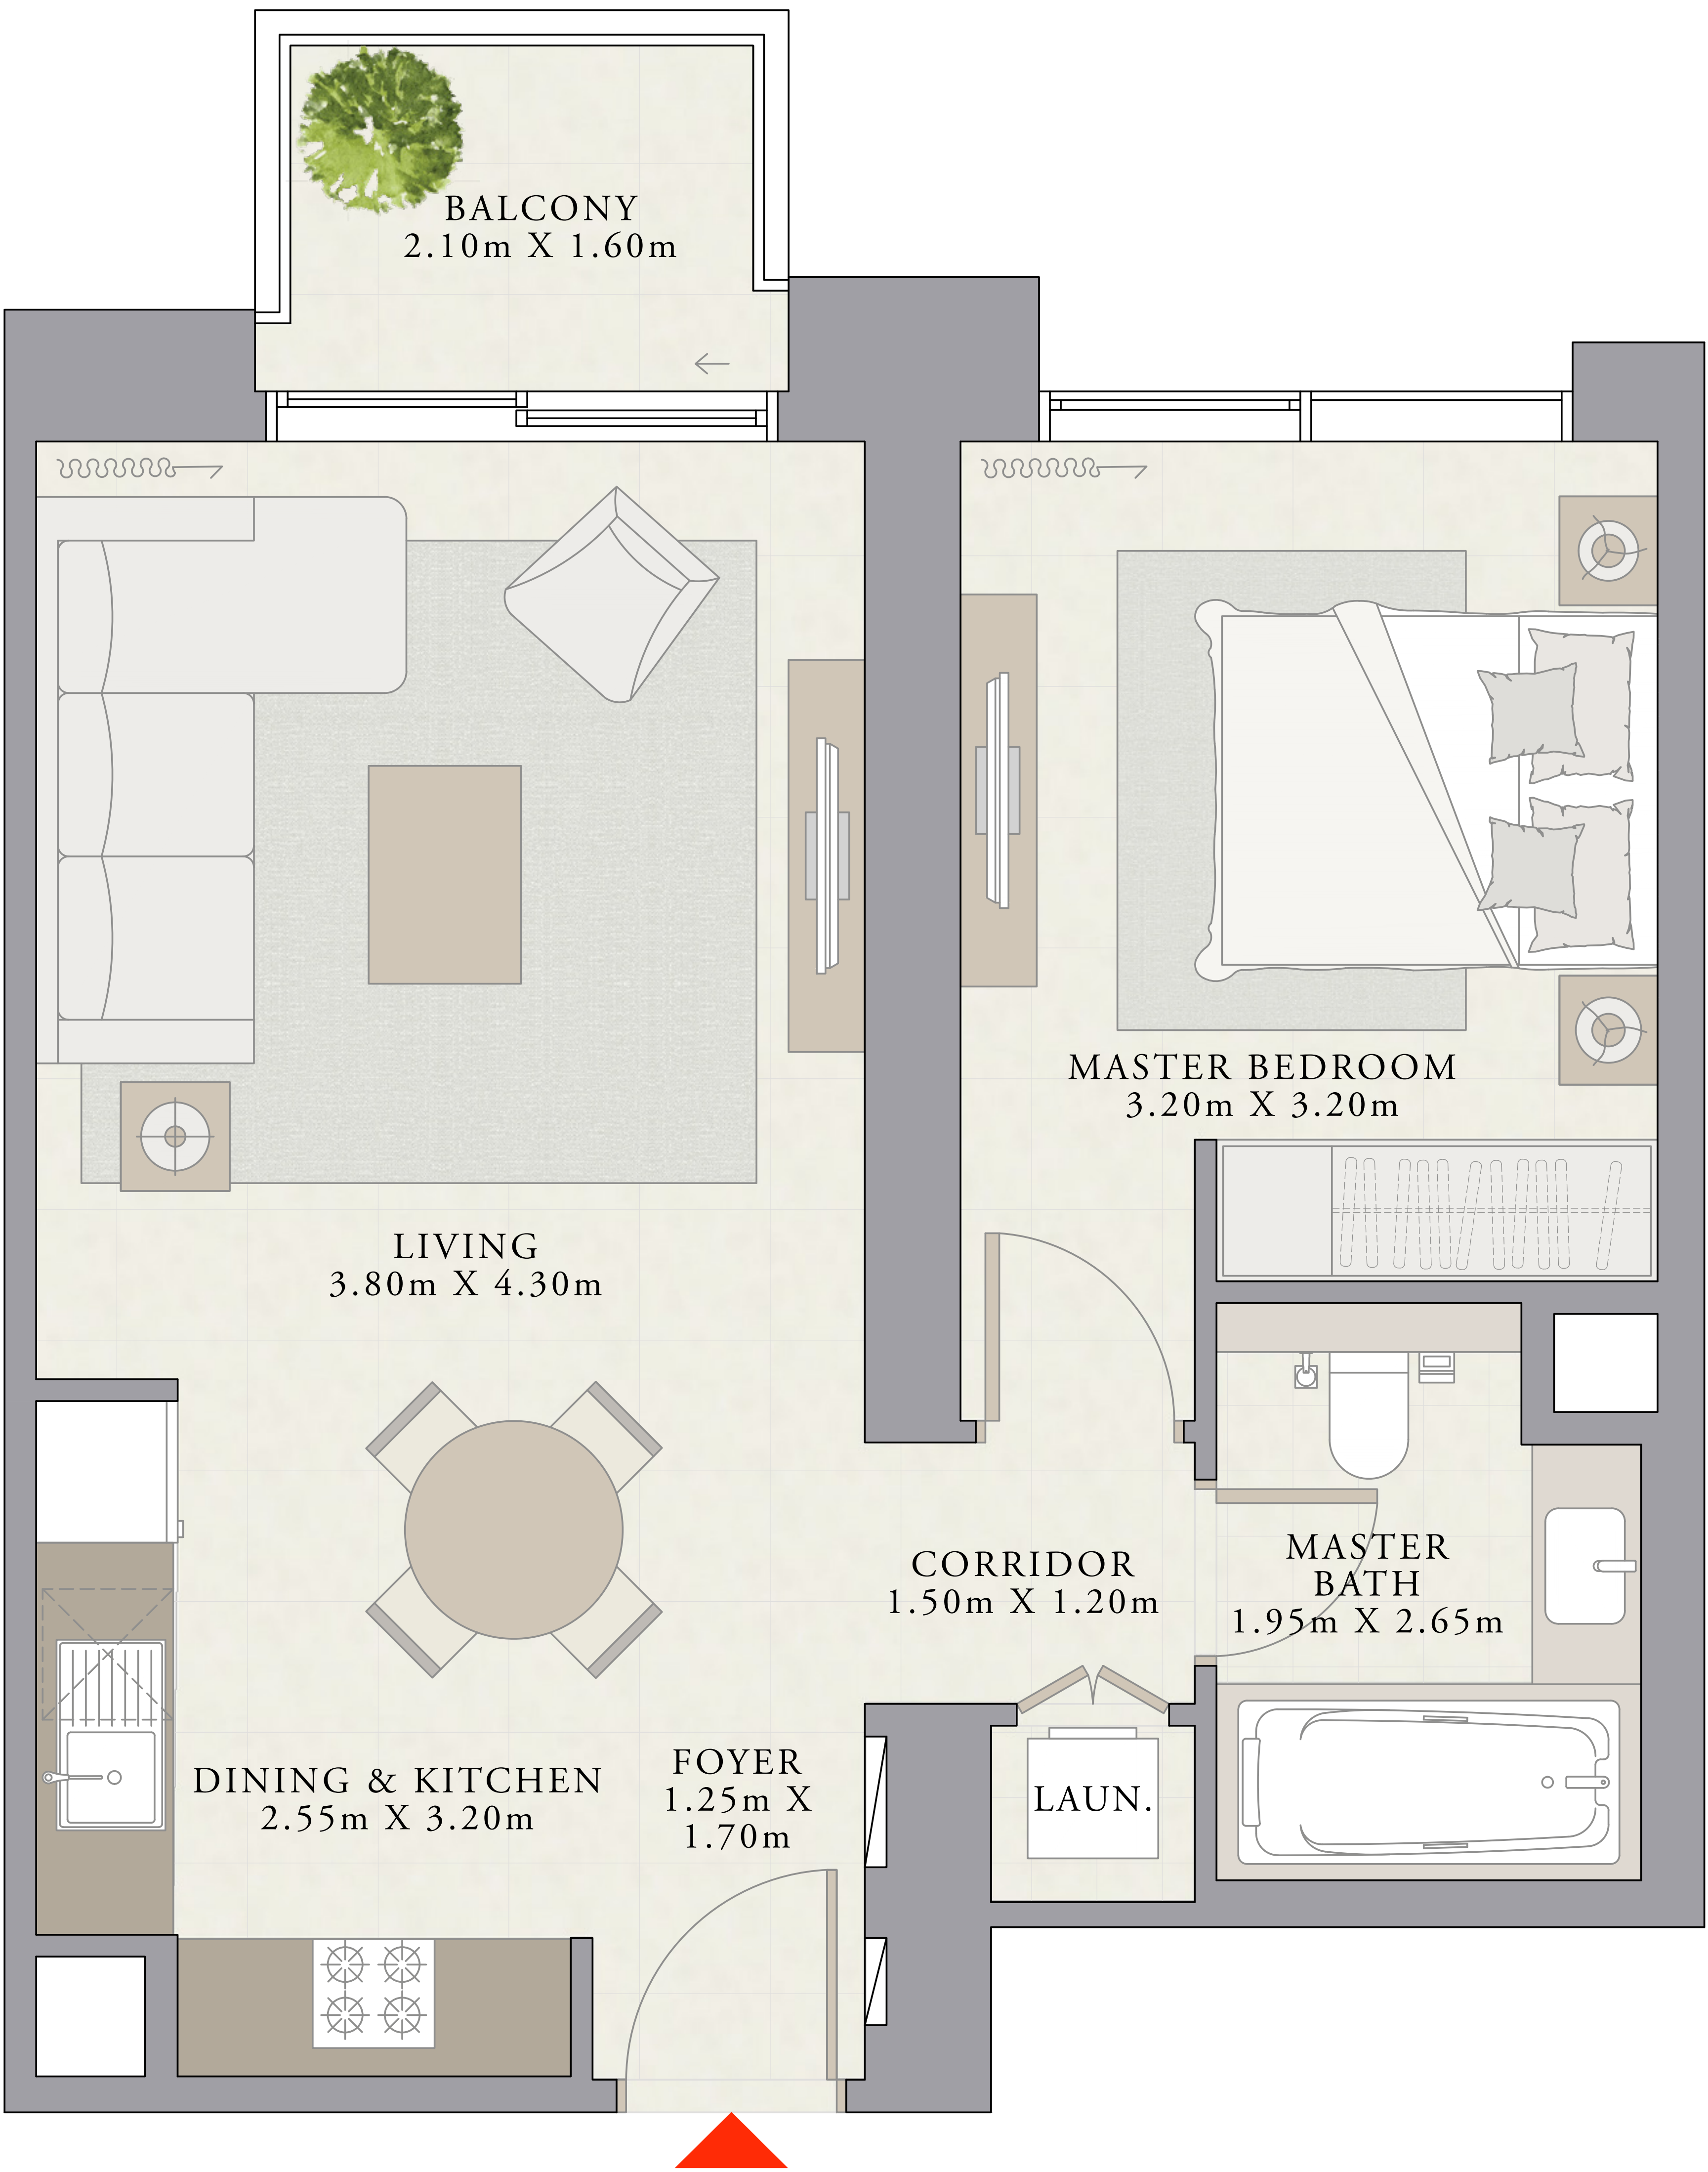 BALCONY
2.10m X 1.60m
MASTER BEDROOM
3.20m X 3.20m
LIVING
3.80m X 4.30m
CORRIDOR
1.50m X 1.20m
MASTER
BATH
1.95m X 2.65m
DINING & KITCHEN
2.55m X 3.20m
FOYER
1.25m X
1.70m
LAUN.